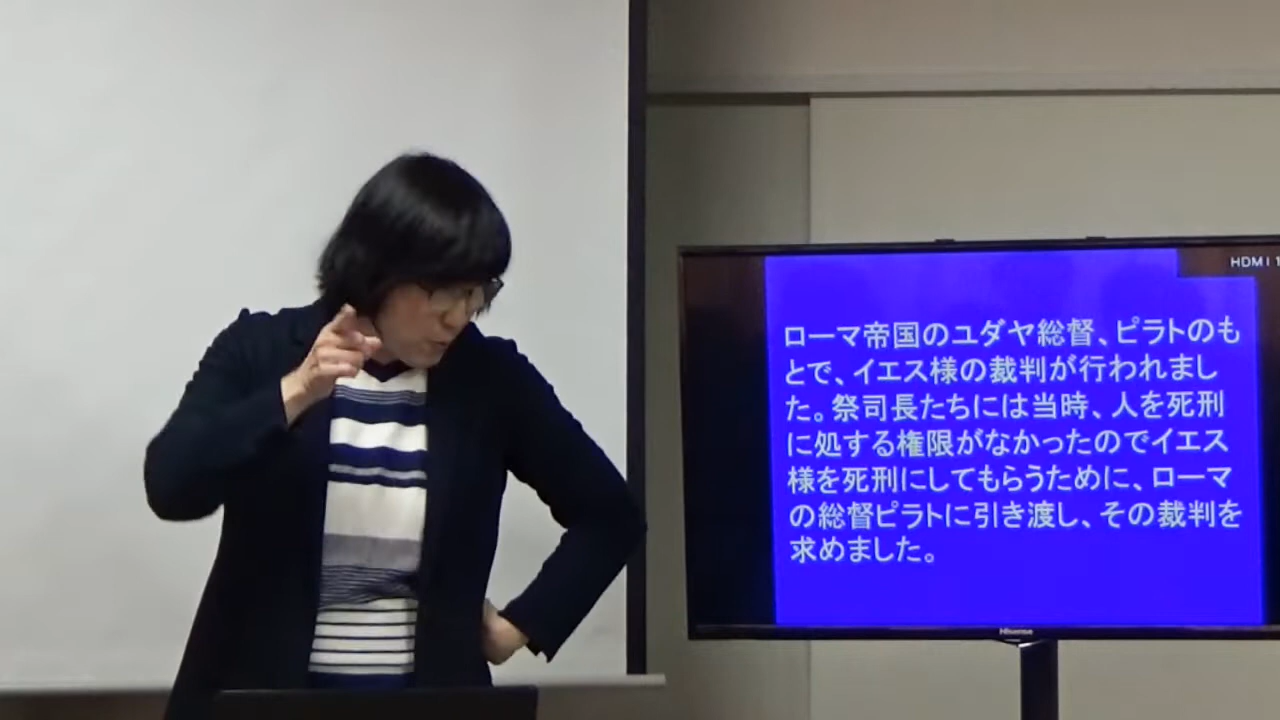 HDMI 1
ローマ帝国のユダヤ総督、ピラトのも
とで、イエス様の裁判が行われまし
た。祭司長たちには当時、人を死刑
に処する権限がなかったのでイエス
様を死刑にしてもらうために、ローマ
の総督ピラトに引き渡し、その裁判を
求めました。
Hisense